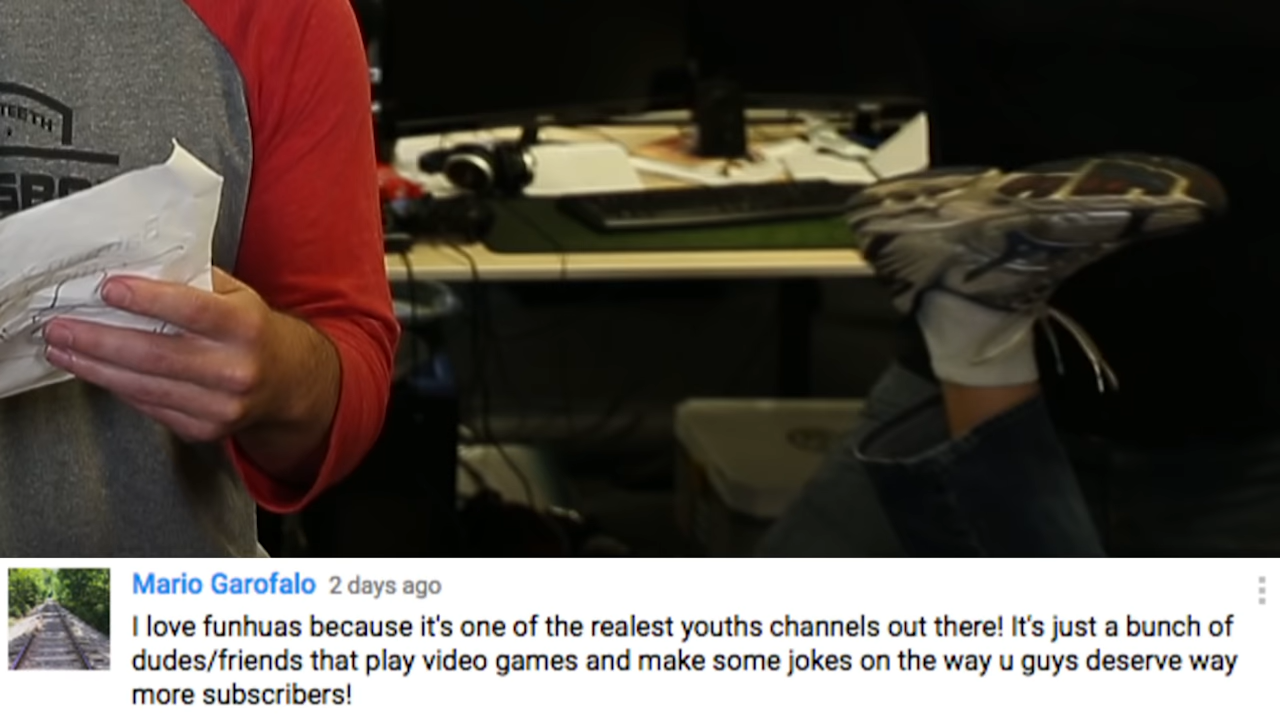 TEETH
Mario Garofalo 2 days ago
I love funhuas because it's one of the realest youths channels out there! It's just a bunch of
dudes/friends that play video games and make some jokes on the way u guys deserve way
more subscribers!